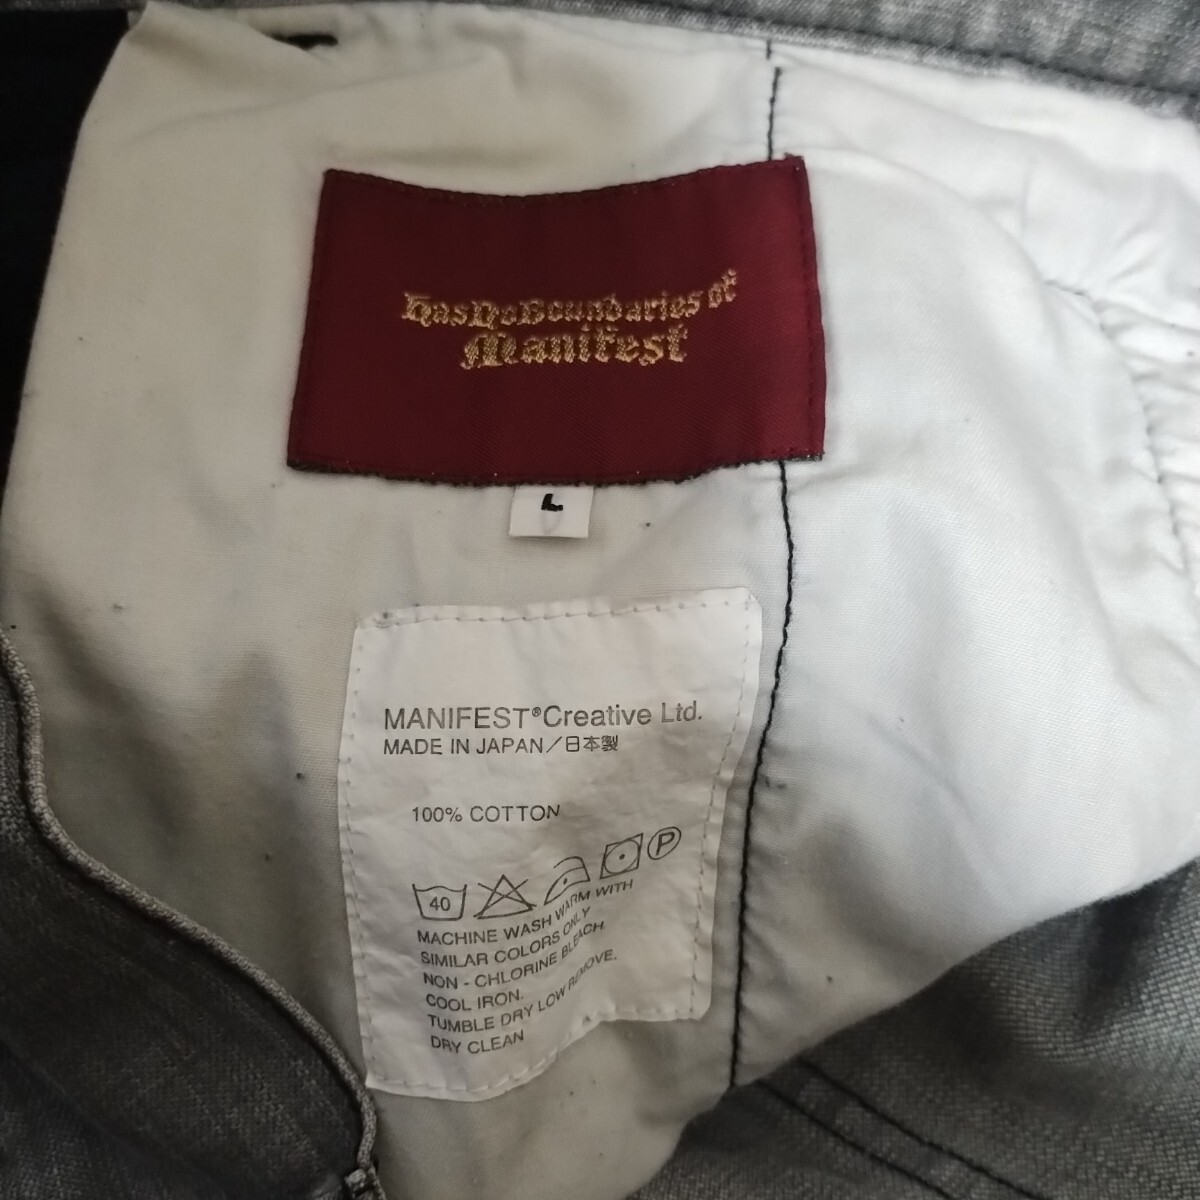 HasNoBoundaries of
Manifest
L
MANIFEST®Creative Ltd.
MADE IN JAPAN/日本製
100% COTTON
40
P
MACHINE WASH WARM WITH
SIMILAR COLORS ONLY
NON - CHLORINE BLEACH
COOL IRON.
TUMBLE DRY LOW REMOVE.
DRY CLEAN